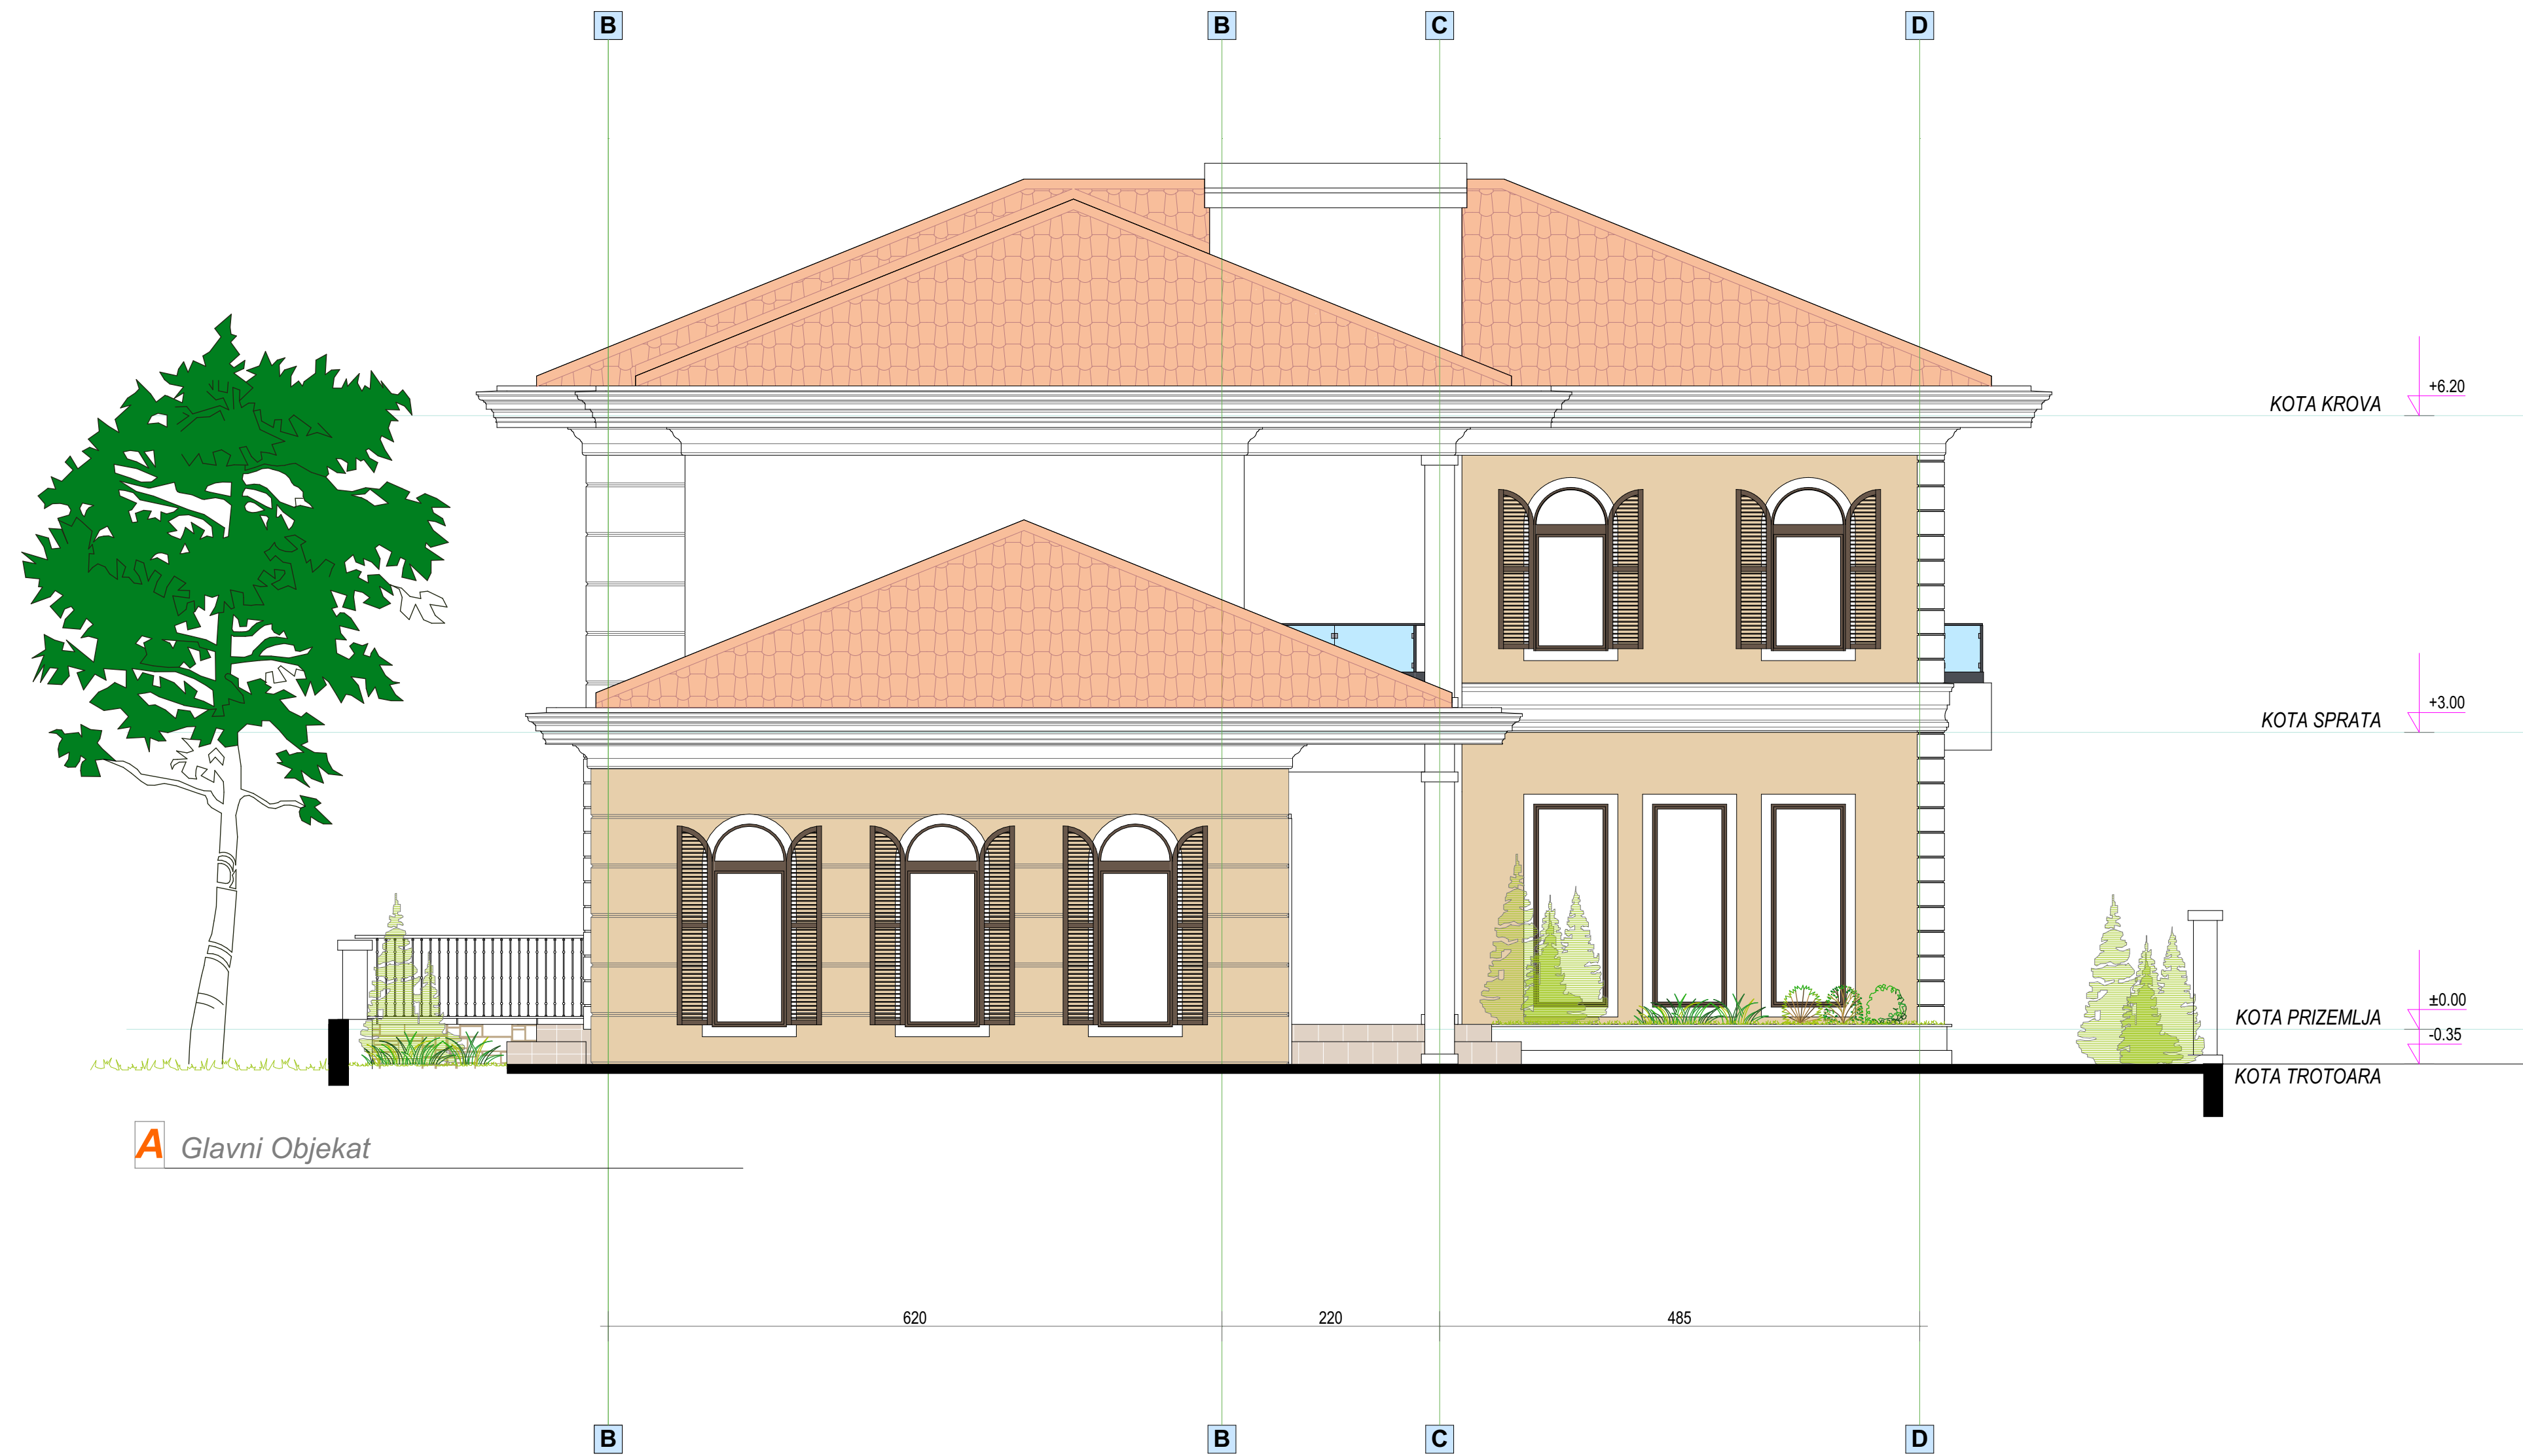 B B C D
+6.20
KOTA KROVA
+3.00
KOTA SPRATA
±0.00
KOTA PRIZEMLJA
-0.35
KOTA TROTOARA
A Glavni Objekat
620 220 485
B B C D